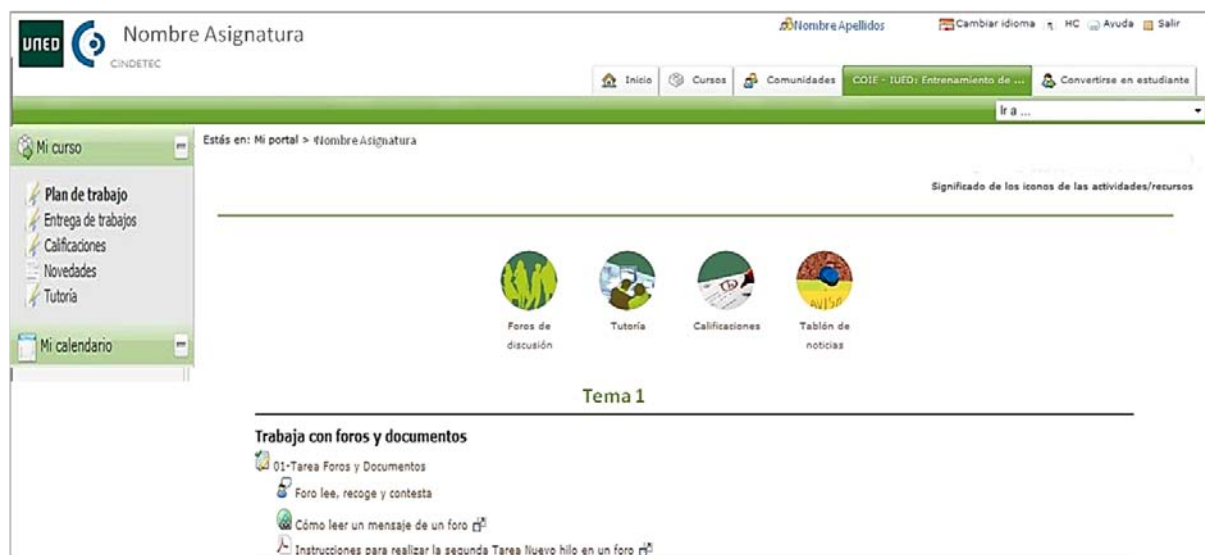 UNED
Nombre Asignatura
CINDETEC
Nombre Apellidos Cambiar idioma HC Ayuda Salir
Inicio Cursos Comunidades COIE - IUED: Entrenamiento de ... Convertirse en estudiante
Ir a ...
Mi curso
Estás en: Mi portal > Nombre Asignatura
Significado de los iconos de las actividades/recursos
Plan de trabajo
Entrega de trabajos
Calificaciones
Novedades
Tutoría
Mi calendario
AVISO
Foros de discusión
Tutoría
Calificaciones
Tablón de noticias
Tema 1
Trabaja con foros y documentos
01-Tarea Foros y Documentos
Foro lee, recoge y contesta
Cómo leer un mensaje de un foro
Instrucciones para realizar la segunda Tarea Nuevo hilo en un foro